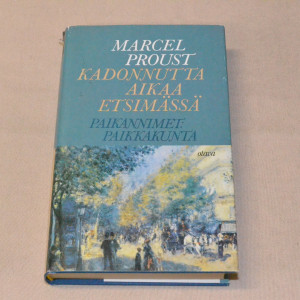 MARCEL
PROUST
KADONNUTTA
AIKAA
ETSIMÄSSÄ
PAIKANNIMET:
PAIKKAKUNTA
otava